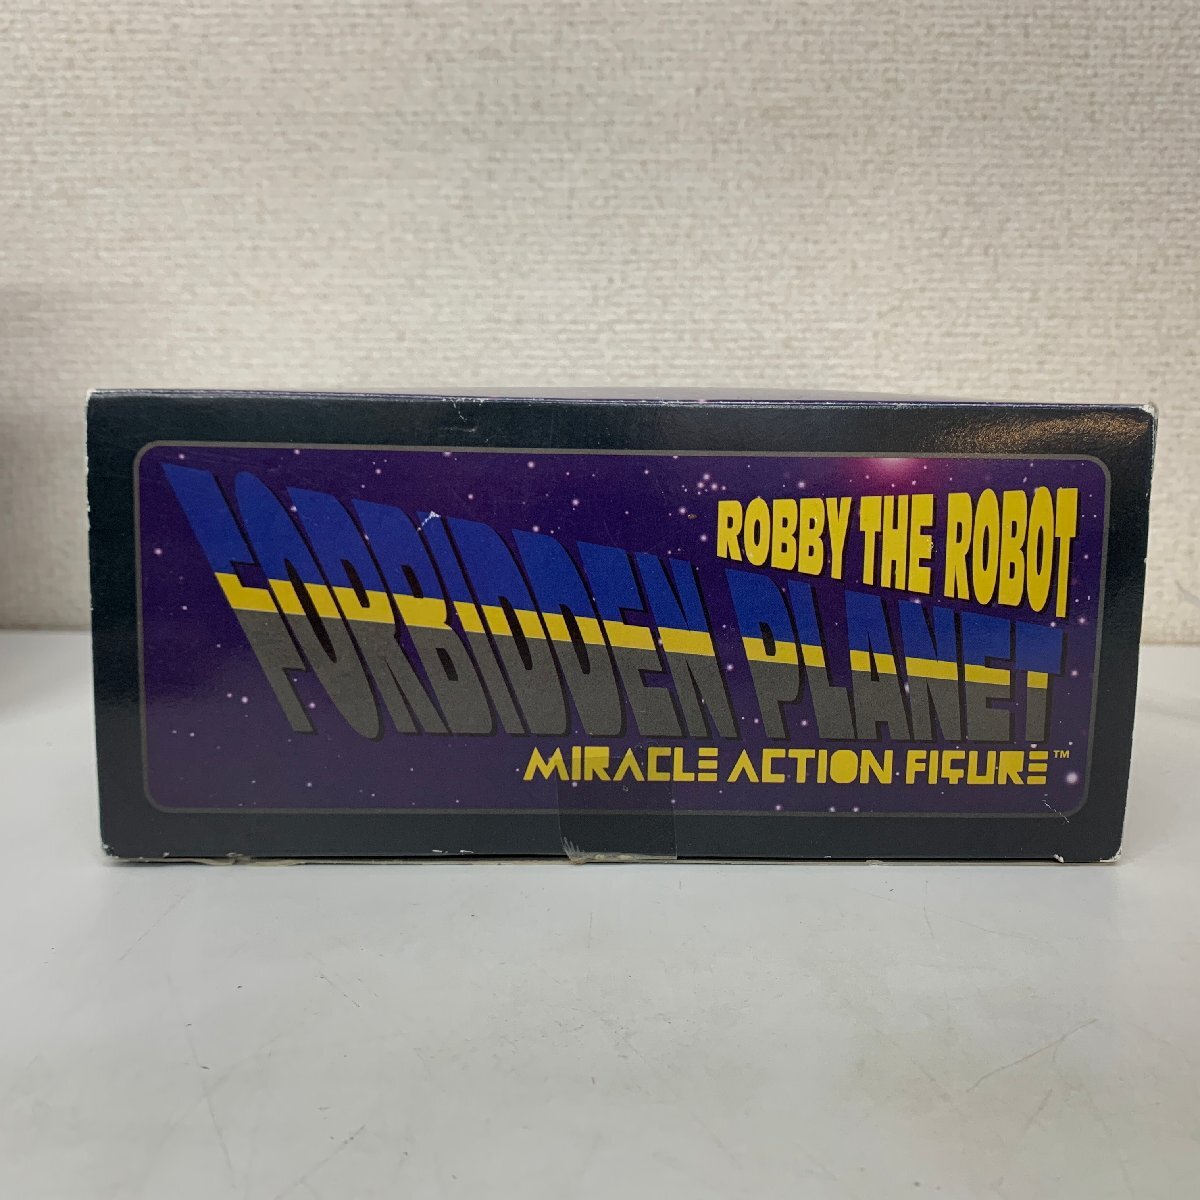 ROBBY THE ROBOT
FORBIDDEN PLANET
MIRACLE ACTION FIGURE™